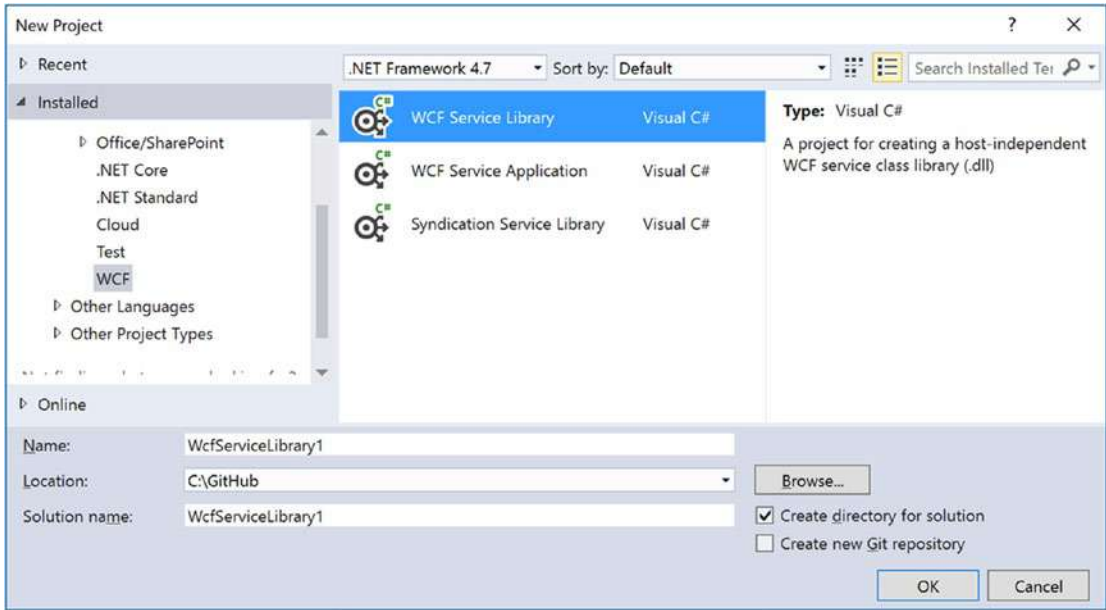 New Project
? ×
Recent
.NET Framework 4.7 Sort by: Default Search Installed Ter
Installed
Office/SharePoint
.NET Core
.NET Standard
Cloud
Test
WCF
Other Languages
Other Project Types
Online
C# WCF Service Library Visual C#
C# WCF Service Application Visual C#
C# Syndication Service Library Visual C#
Type: Visual C#
A project for creating a host-independent
WCF service class library (.dll)
Name: WcfServiceLibrary1
Location: C:\GitHub Browse...
Solution name: WcfServiceLibrary1 Create directory for solution
Create new Git repository
OK Cancel